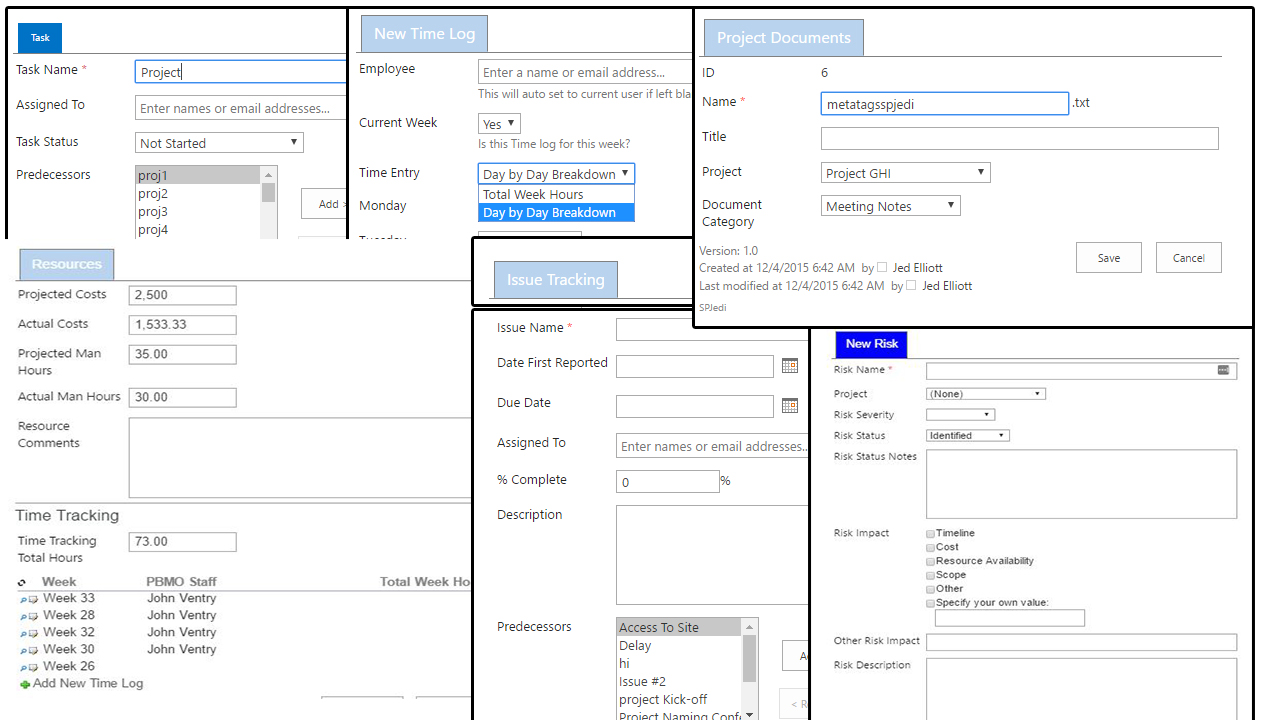 Task
Task Name *
Project
Assigned To
Enter names or email addresses...
Task Status
Not Started
Predecessors
proj1
proj2
proj3
proj4
Add >
New Time Log
Employee
Enter a name or email address...
This will auto set to current user if left bla
Current Week
Yes
Is this Time log for this week?
Time Entry
Day by Day Breakdown
Total Week Hours
Day by Day Breakdown
Monday
Project Documents
ID
6
Name *
metatagsspjedi
.txt
Title
Project
Project GHI
Document
Category
Meeting Notes
Version: 1.0
Created at 12/4/2015 6:42 AM by Jed Elliott
Last modified at 12/4/2015 6:42 AM by Jed Elliott
Save
Cancel
SPJedi
Resources
Projected Costs
2,500
Actual Costs
1,533.33
Projected Man
Hours
35.00
Actual Man Hours
30.00
Resource
Comments
Time Tracking
Time Tracking
Total Hours
73.00
Week PBMO Staff Total Week Ho
Week 33 John Ventry
Week 28 John Ventry
Week 32 John Ventry
Week 30 John Ventry
Week 26
Add New Time Log
Issue Tracking
Issue Name *
Date First Reported
Due Date
Assigned To
Enter names or email addresses..
% Complete
0
%
Description
Predecessors
Access To Site
Delay
hi
Issue #2
project Kick-off
Project Naming Conf
New Risk
Risk Name *
Project
(None)
Risk Severity
Risk Status
Identified
Risk Status Notes
Risk Impact
Timeline
Cost
Resource Availability
Scope
Other
Specify your own value:
Other Risk Impact
Risk Description